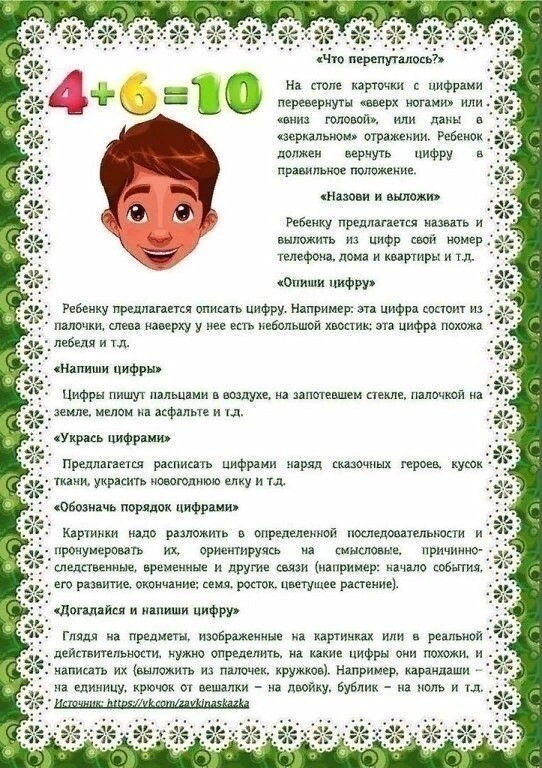 «Что перепуталось?»
4+6=10
На столе карточки с цифрами
перевернуты «вверх ногами» или
«вниз головой», или даны в
«зеркальном» отражении. Ребенок
должен вернуть цифру в
правильное положение.
«Назови и выложи»
Ребенку предлагается назвать и
выложить из цифр свой номер
телефона, дома и квартиры и т.д.
«Опиши цифру»
Ребенку предлагается описать цифру. Например: эта цифра состоит из
палочки, слева наверху у нее есть небольшой хвостик; эта цифра похожа
лебедя и т.д.
«Напиши цифры»
Цифры пишут пальцами в воздухе, на запотевшем стекле, палочкой на
земле, мелом на асфальте и т.д.
«Укрась цифрами»
Предлагается расписать цифрами наряд сказочных героев, кусок
ткани, украсить новогоднюю елку и т.д.
«Обозначь порядок цифрами»
Картинки надо разложить в определенной последовательности и
пронумеровать их, ориентируясь на смысловые, причинно-
следственные, временные и другие связи (например: начало события,
его развитие, окончание; семя, росток, цветущее растение).
«Догадайся и напиши цифру»
Глядя на предметы, изображенные на картинках или в реальной
действительности, нужно определить, на какие цифры они похожи, и
написать их (выложить из палочек, кружков). Например, карандаши –
на единицу, крючок от вешалки – на двойку, бублик – на ноль и т.д.
Источник: https://vk.com/zavkinaskazka